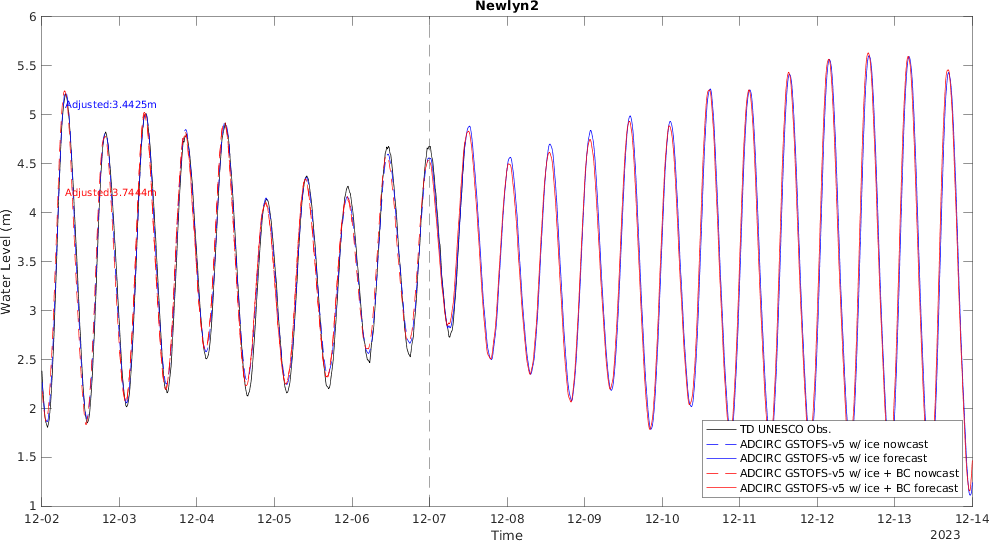 Newlyn2
6
5.5
5
4.5
4
3.5
3
2.5
2
1.5
1
Water Level (m)
Adjusted:3.4425m
Adjusted:3.7444m
TD UNESCO Obs.
ADCIRC GSTOFS-v5 w/ ice nowcast
ADCIRC GSTOFS-v5 w/ ice forecast
ADCIRC GSTOFS-v5 w/ ice + BC nowcast
ADCIRC GSTOFS-v5 w/ ice + BC forecast
12-02 12-03 12-04 12-05 12-06 12-07 12-08 12-09 12-10 12-11 12-12 12-13 12-14
Time
2023